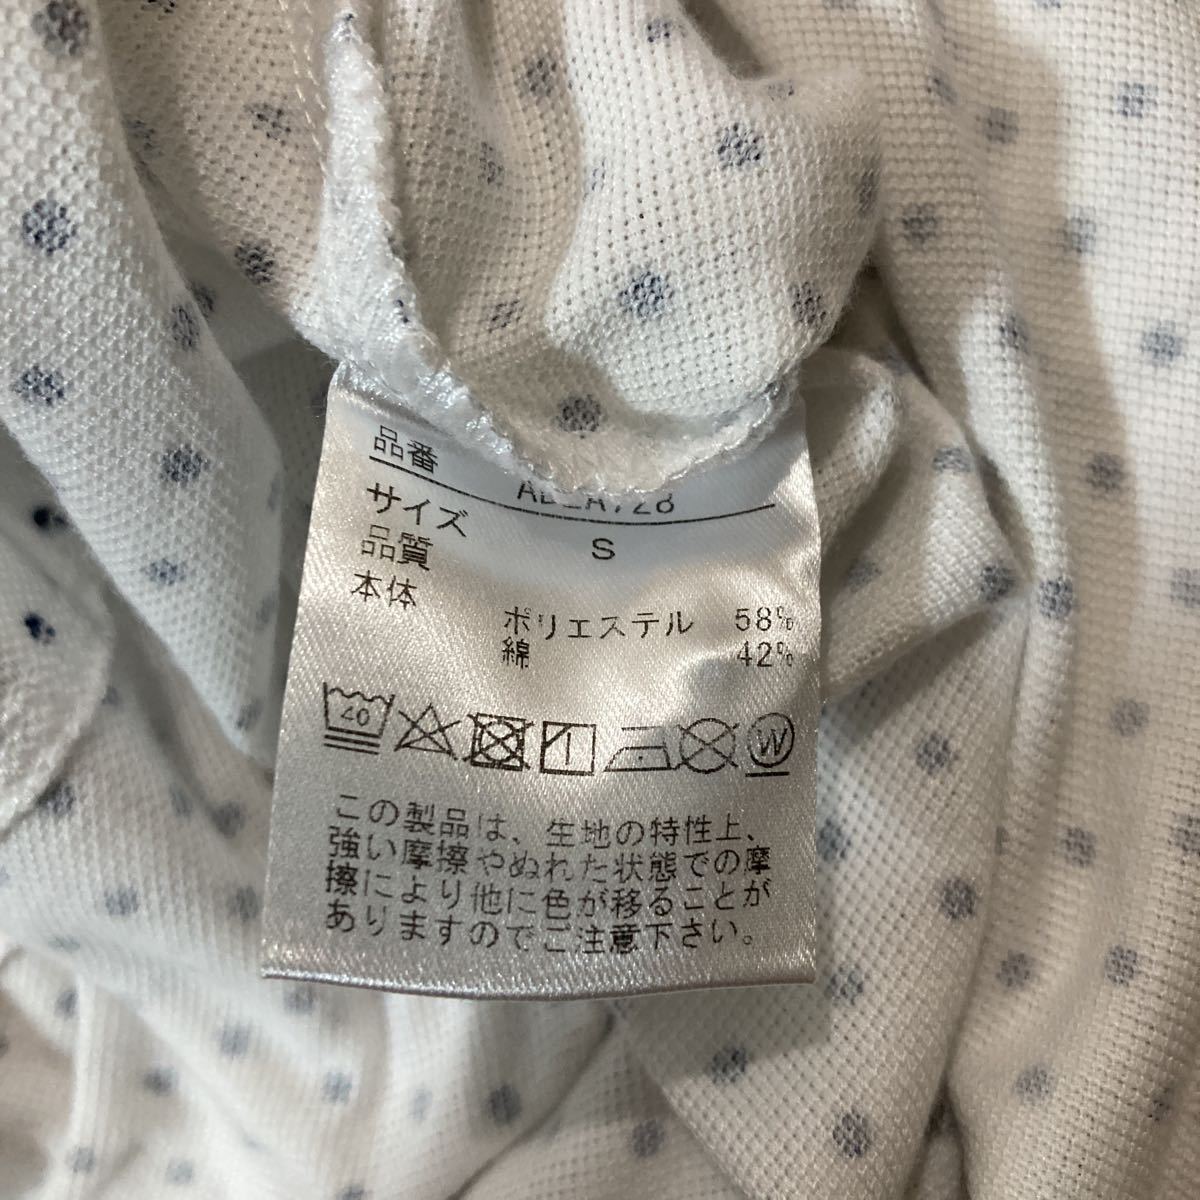 品番
サイズ S
品質
本体
ポリエステル 58%
綿 42%
40
W
この製品は、生地の特性上、
強い摩擦やぬれた状態での摩
擦により他に色が移ることが
ありますのでご注意下さい。